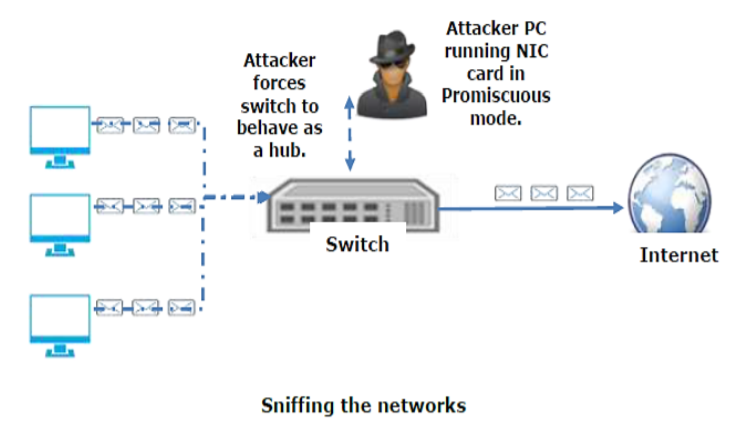 Attacker
forces
switch to
behave as
a hub.
Attacker PC
running NIC
card in
Promiscuous
mode.
Switch
Internet
Sniffing the networks